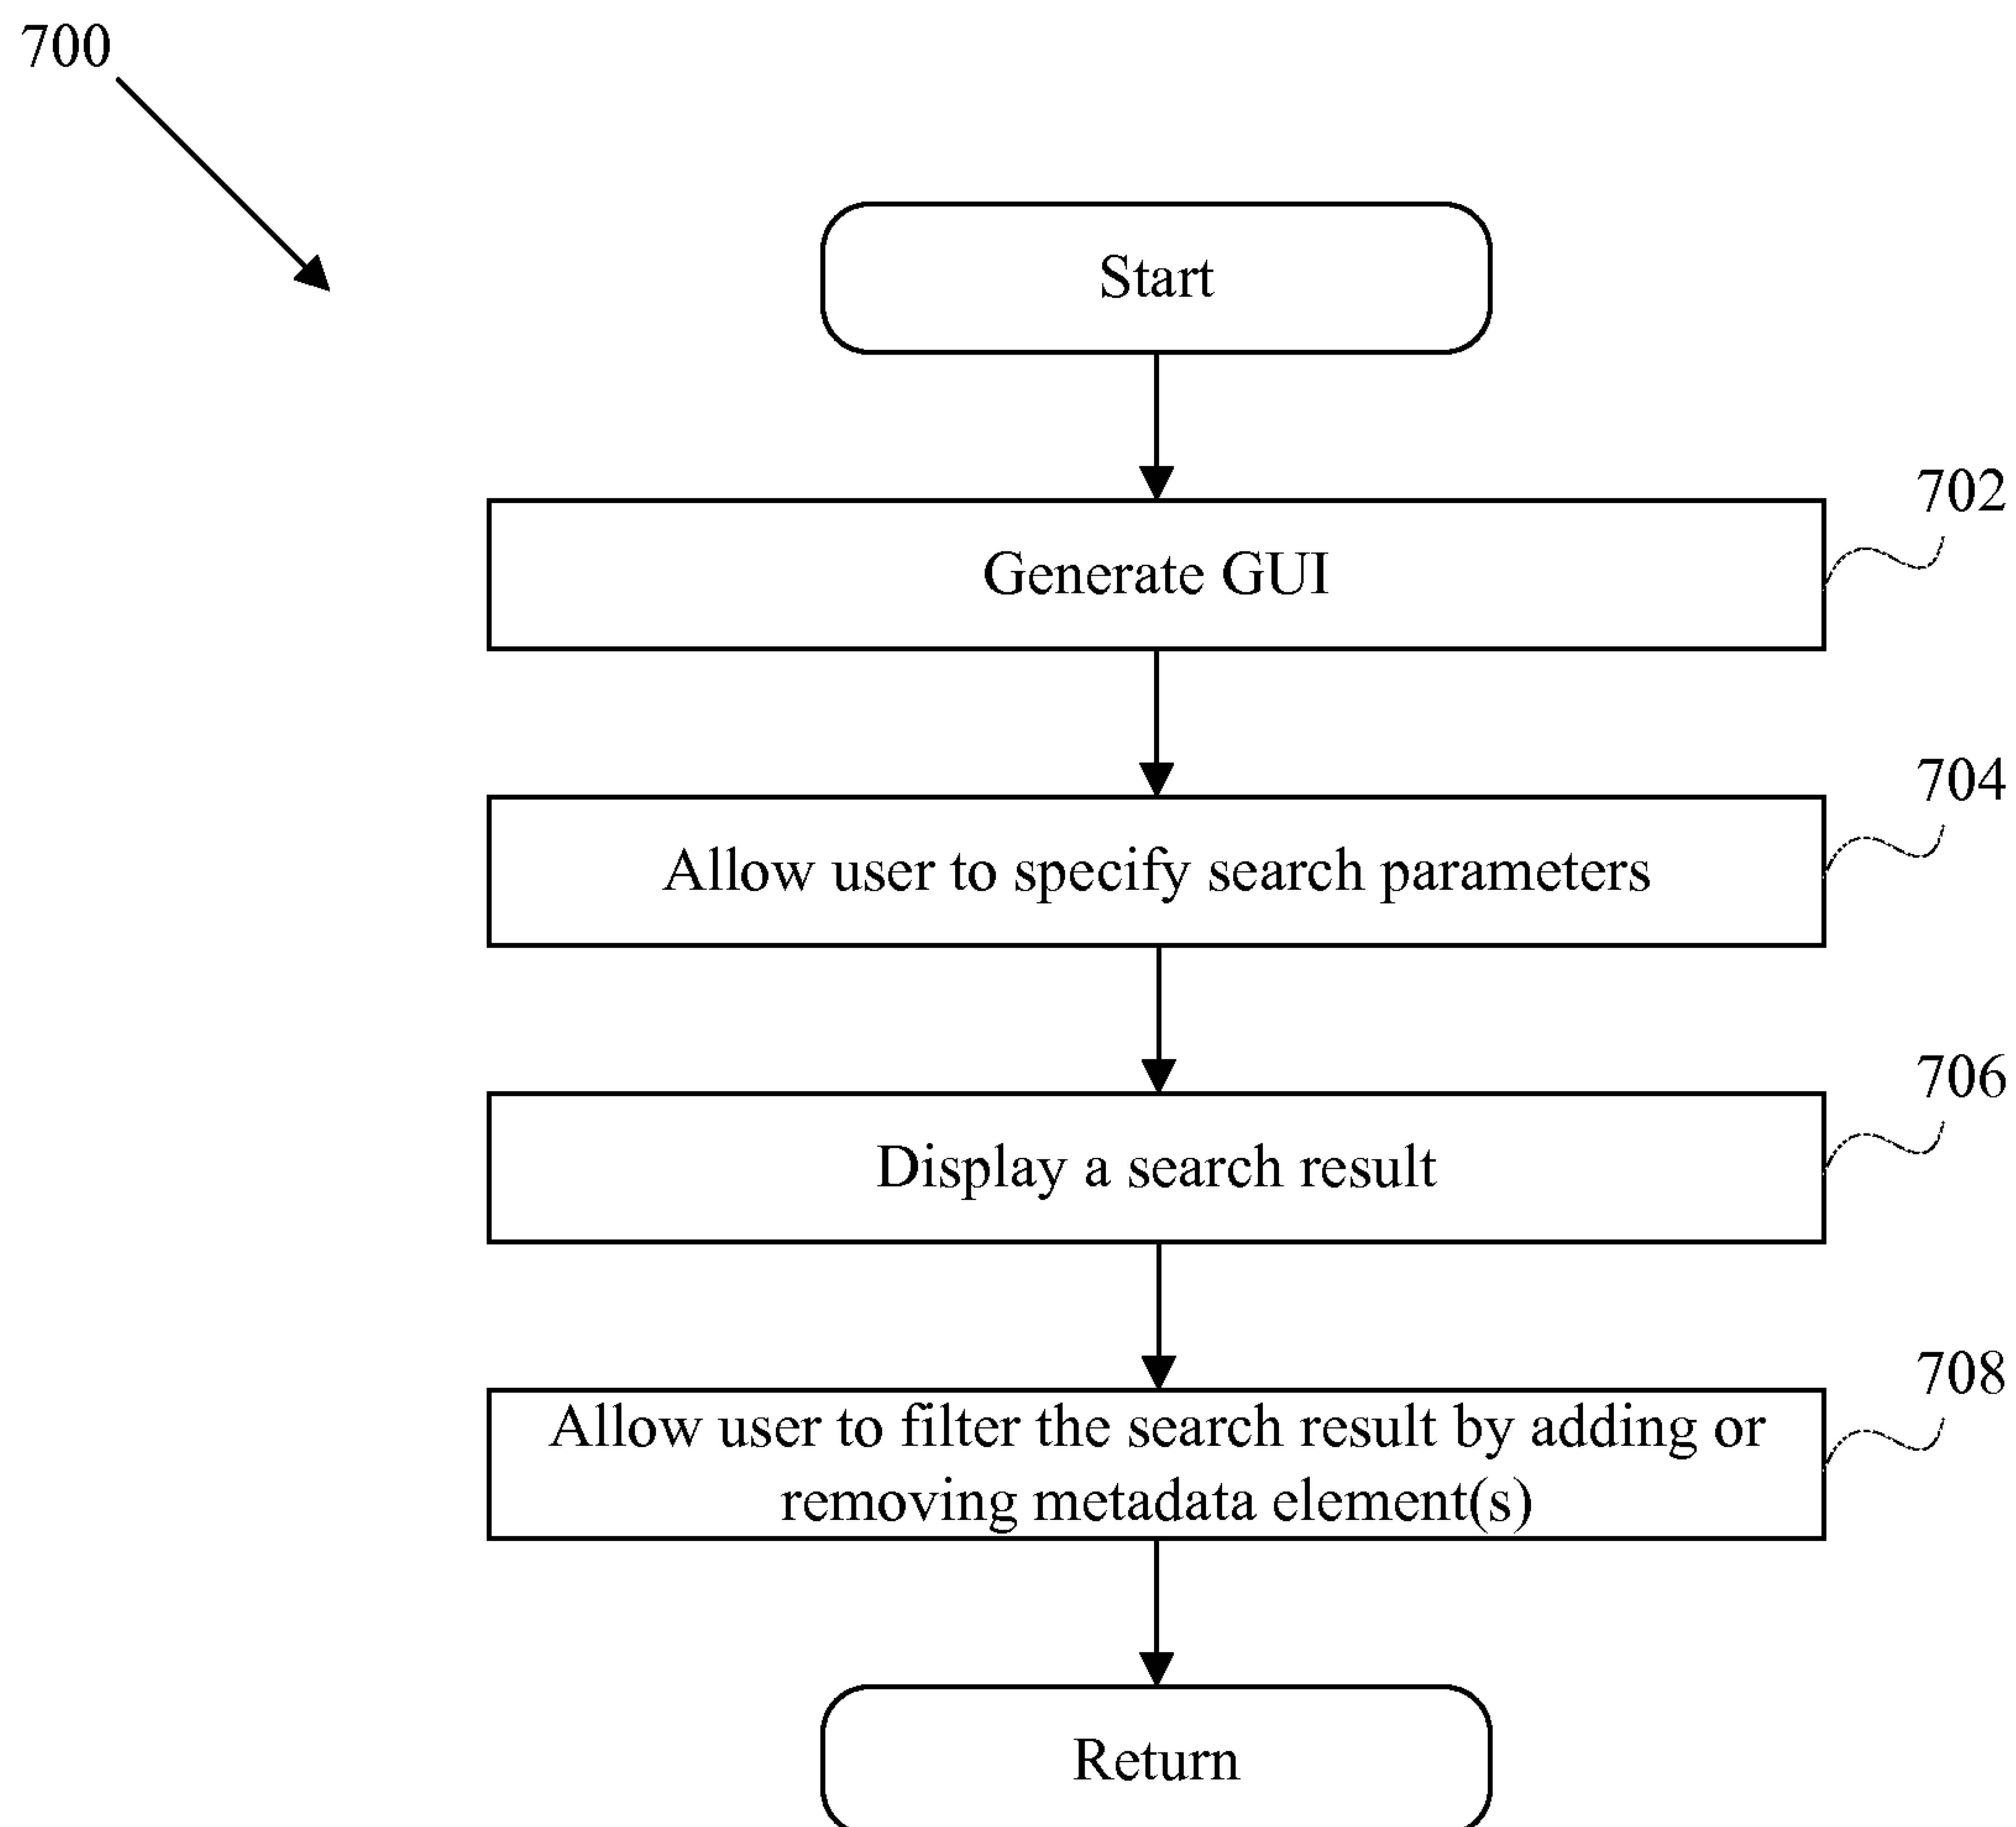 700
Start
702
Generate GUI
704
Allow user to specify search parameters
706
Display a search result
708
Allow user to filter the search result by adding or
removing metadata element(s)
Return